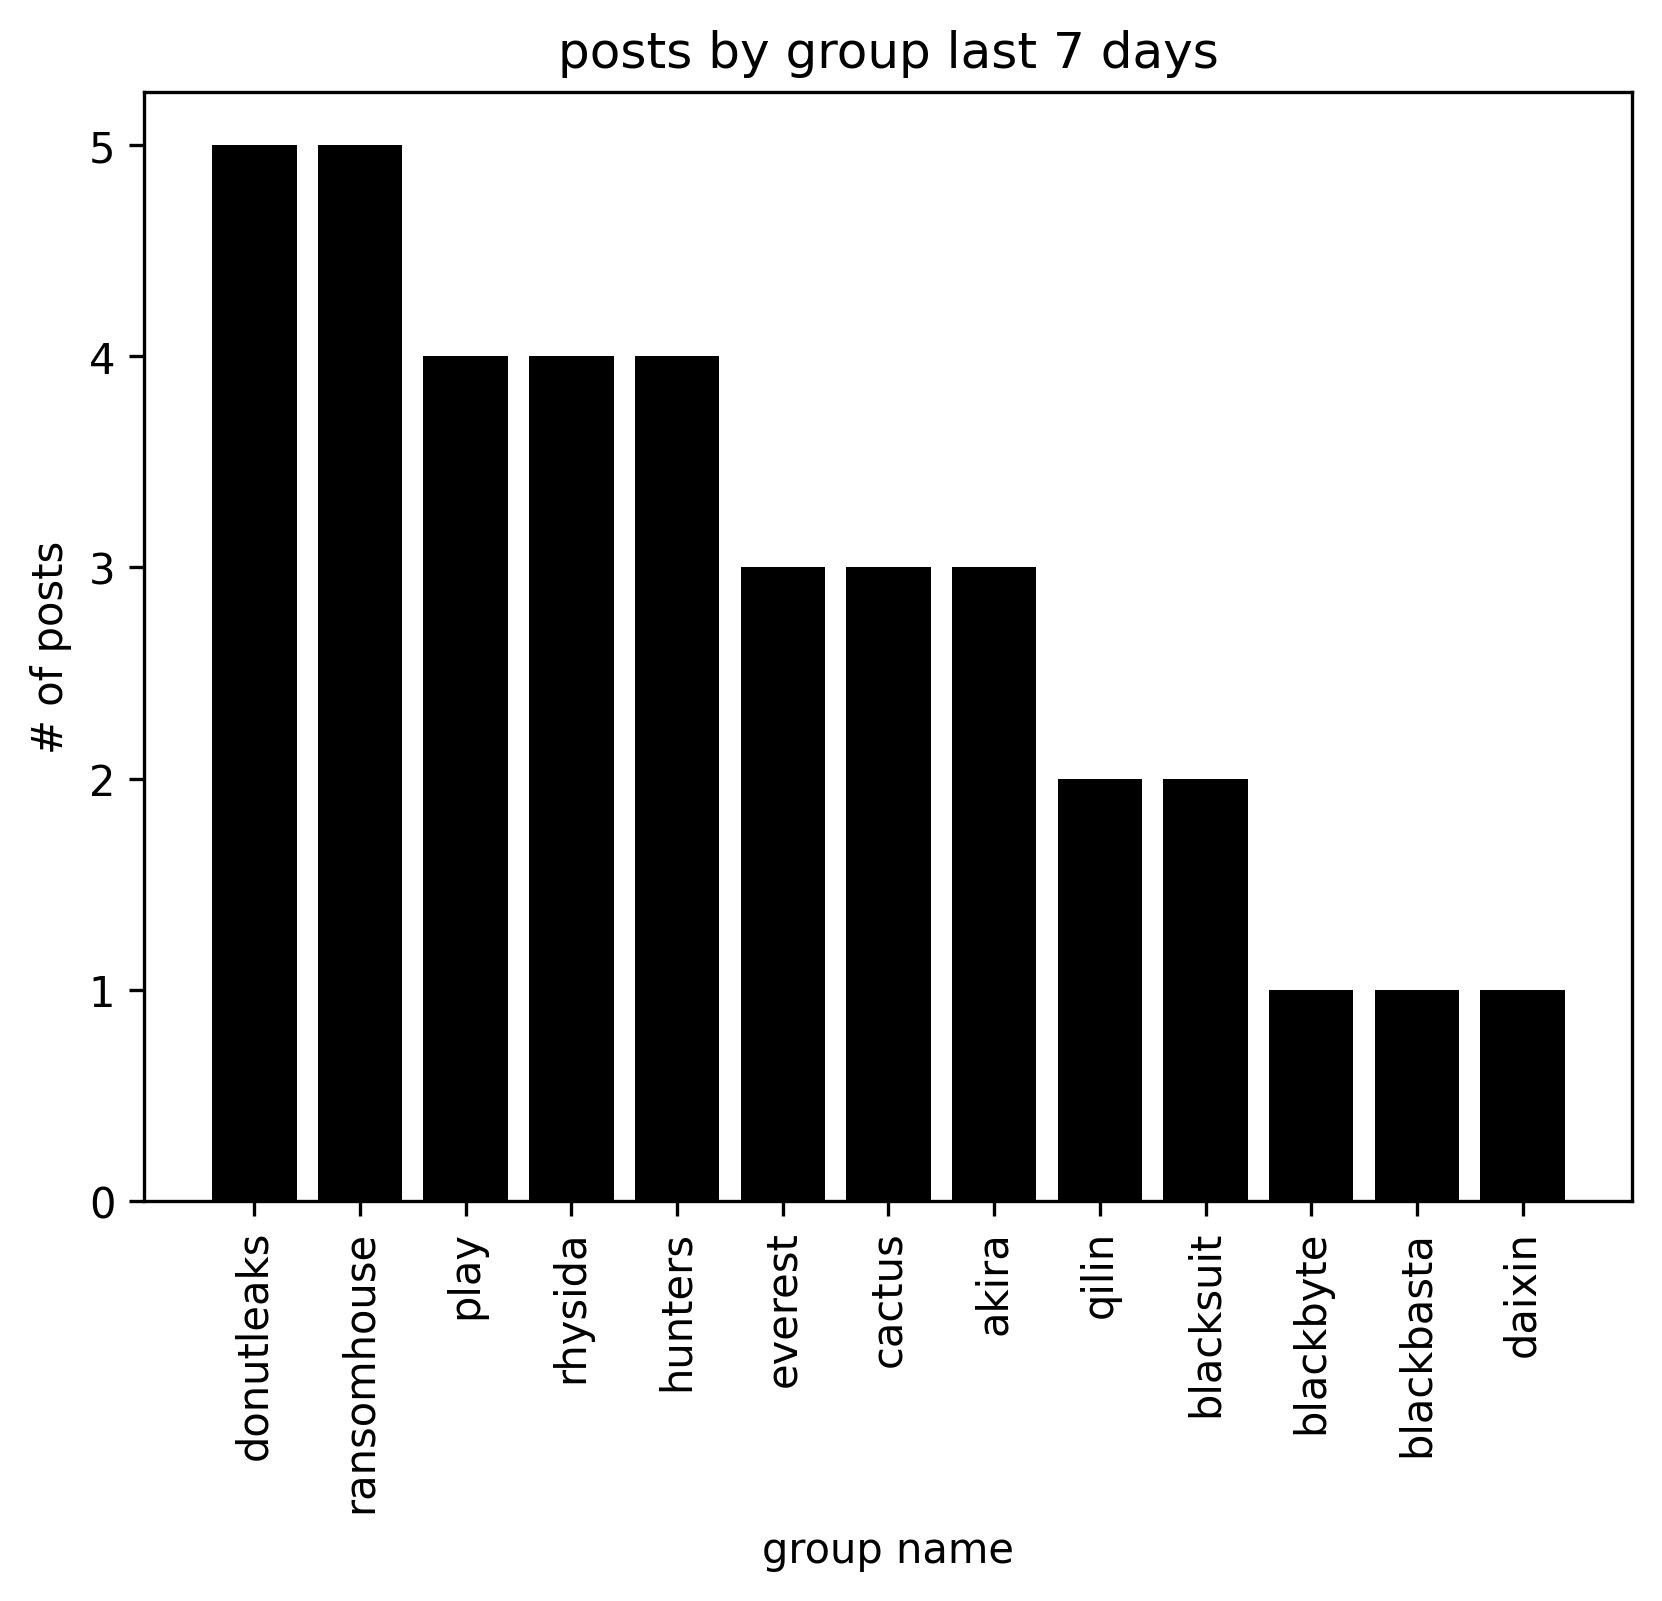 posts by group last 7 days
5
4
3
2
1
0
# of posts
donutleaks
ransomhouse
play
rhysida
hunters
everest
cactus
akira
qilin
blacksuit
blackbyte
blackbasta
daixin
group name